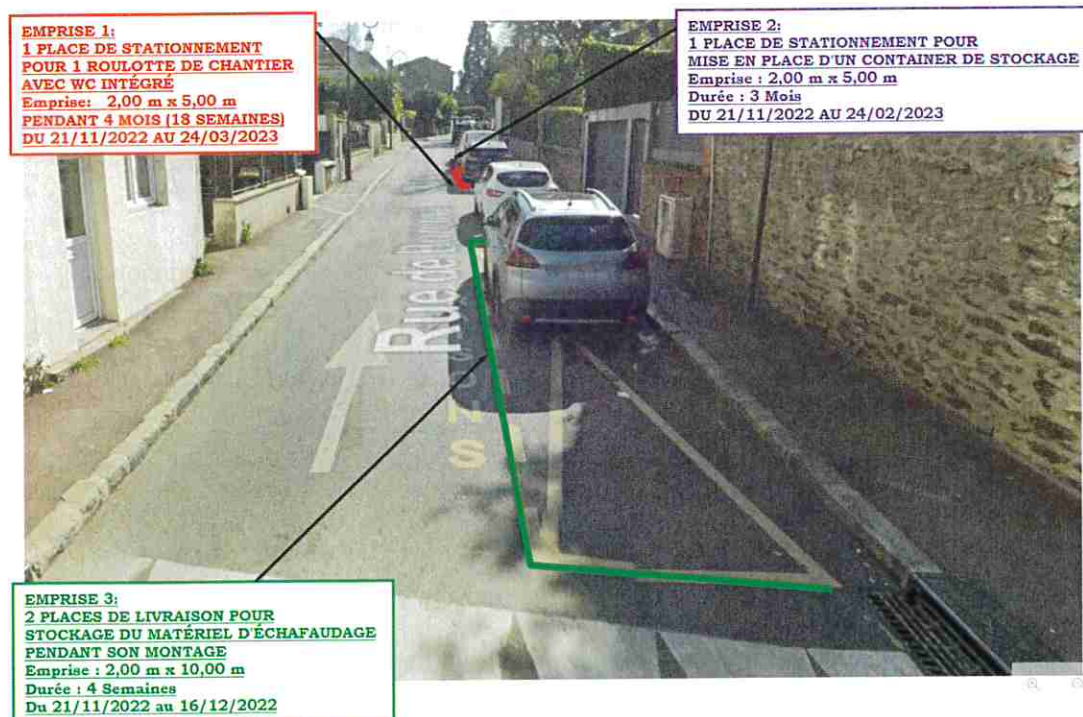 EMPRISE 1:
1 PLACE DE STATIONNEMENT
POUR 1 ROULOTTE DE CHANTIER
AVEC WC INTÉGRÉ
Emprise: 2,00 m x 5,00 m
PENDANT 4 MOIS (18 SEMAINES)
DU 21/11/2022 AU 24/03/2023
EMPRISE 2:
1 PLACE DE STATIONNEMENT POUR
MISE EN PLACE D'UN CONTAINER DE STOCKAGE
Emprise : 2,00 m x 5,00 m
Durée : 3 Mois
DU 21/11/2022 AU 24/02/2023
Rue de
EMPRISE 3:
2 PLACES DE LIVRAISON POUR
STOCKAGE DU MATÉRIEL D'ÉCHAFAUDAGE
PENDANT SON MONTAGE
Emprise : 2,00 m x 10,00 m
Durée : 4 Semaines
Du 21/11/2022 au 16/12/2022